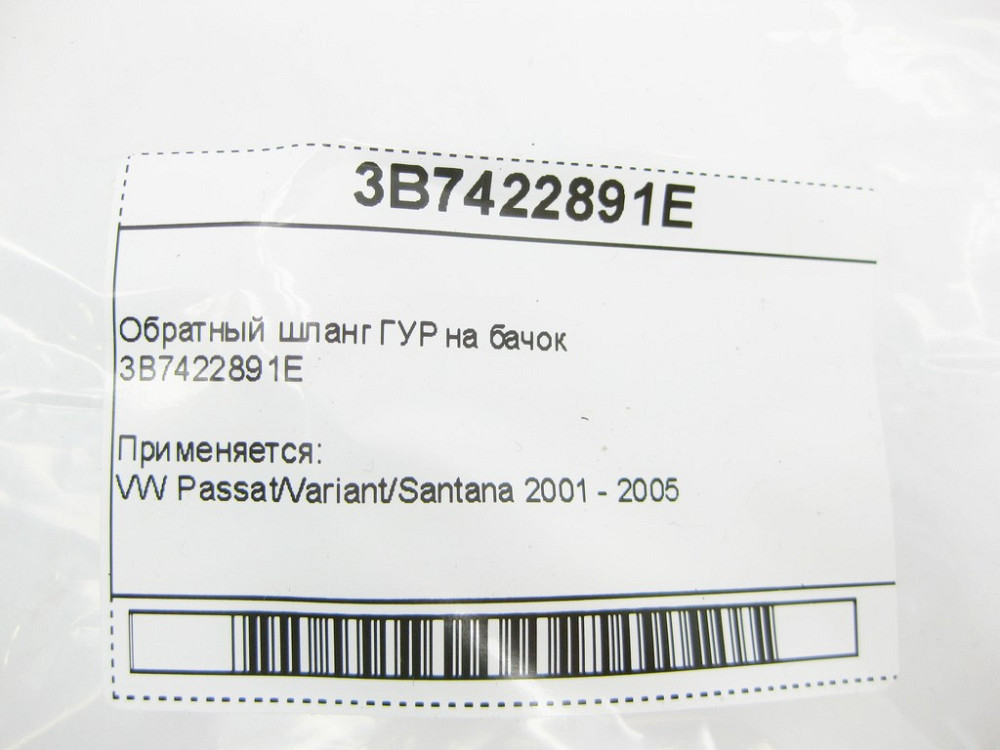 3B7422891E
Обратный шланг ГУР на бачок
3B7422891E
Применяется:
VW Passat/Variant/Santana 2001 - 2005